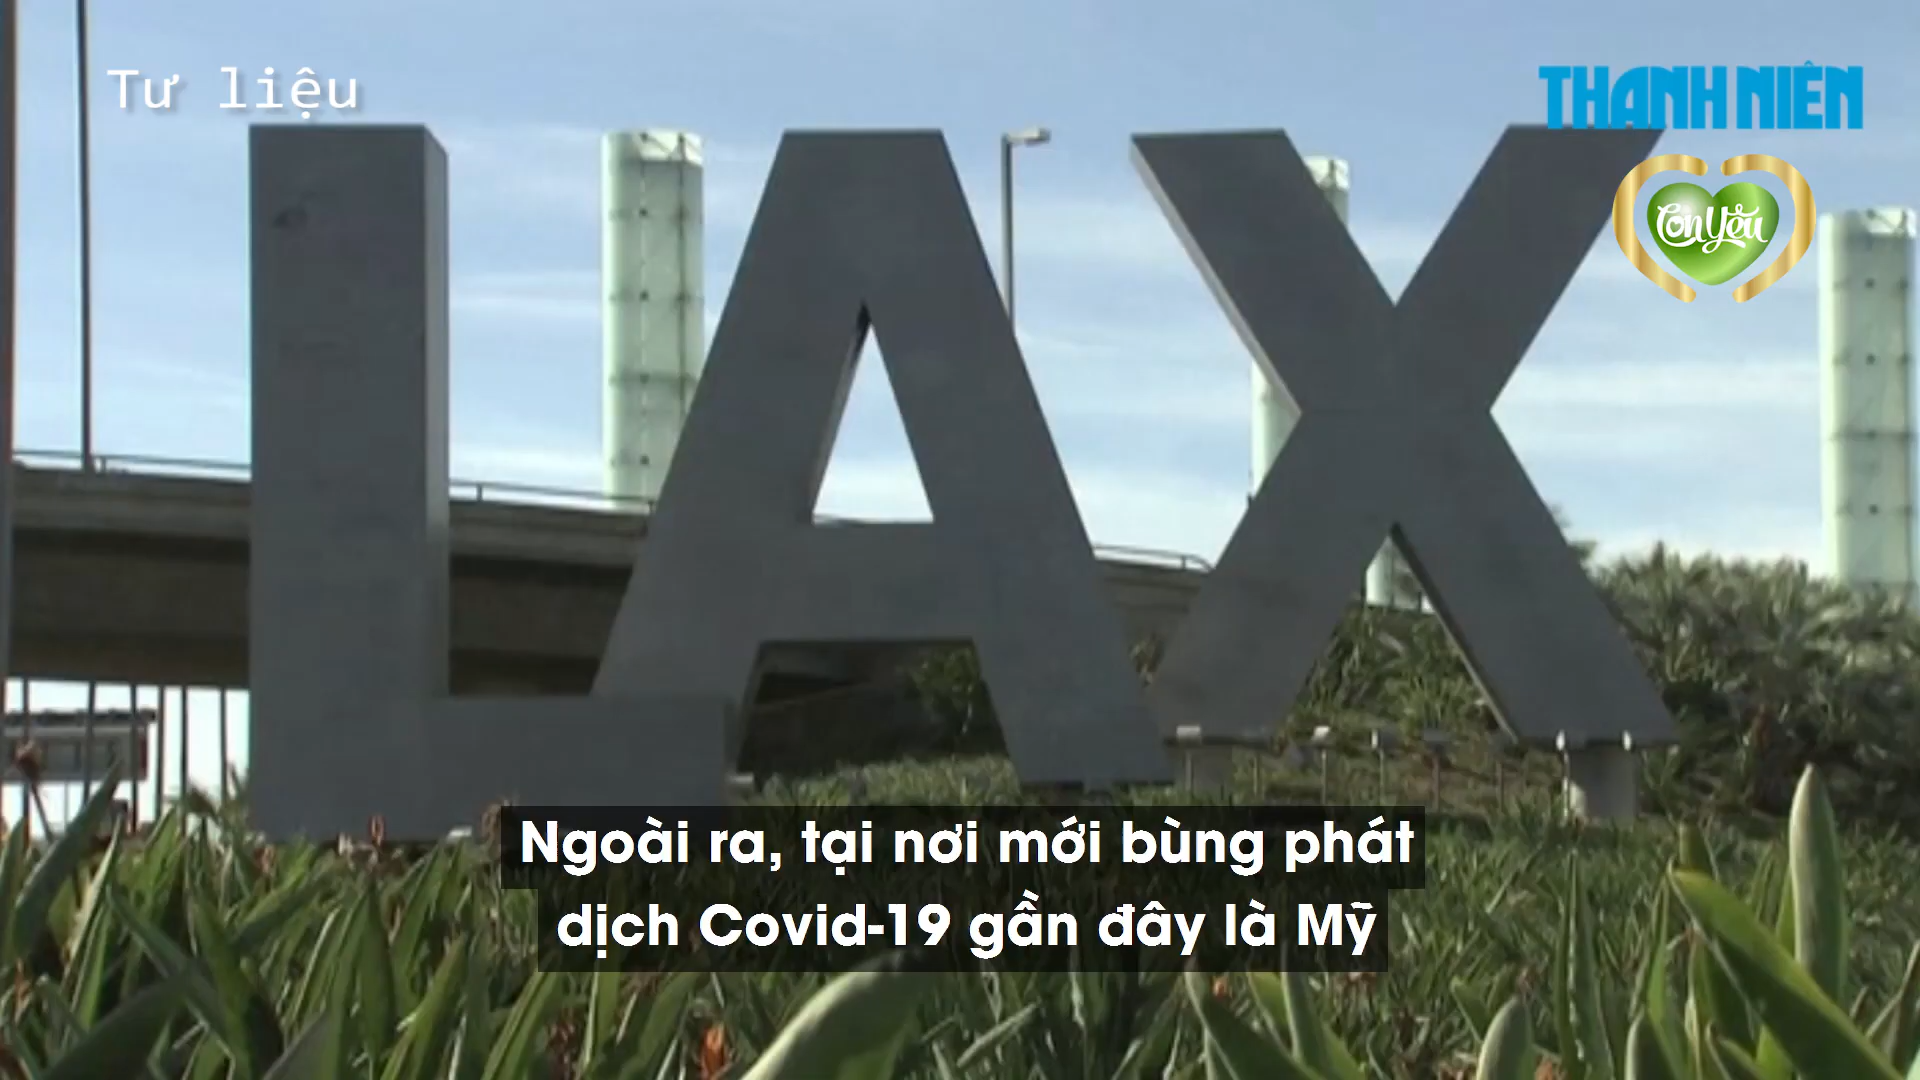 Tư liệu
THANH NIÊN
LAX
Con Yêu
Ngoài ra, tại nơi mới bùng phát
dịch Covid-19 gần đây là Mỹ